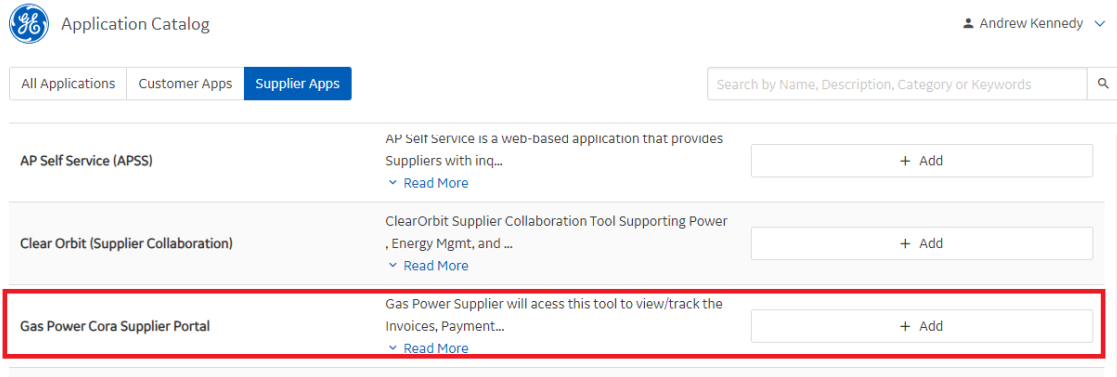 Application Catalog
Andrew Kennedy
All Applications
Customer Apps
Supplier Apps
Search by Name, Description, Category or Keywords
AP Self Service (APSS)
AP Self Service is a web-based application that provides
Suppliers with inq...
Read More
+ Add
Clear Orbit (Supplier Collaboration)
ClearOrbit Supplier Collaboration Tool Supporting Power
, Energy Mgmt, and ...
Read More
+ Add
Gas Power Cora Supplier Portal
Gas Power Supplier will acess this tool to view/track the
Invoices, Payment...
Read More
+ Add